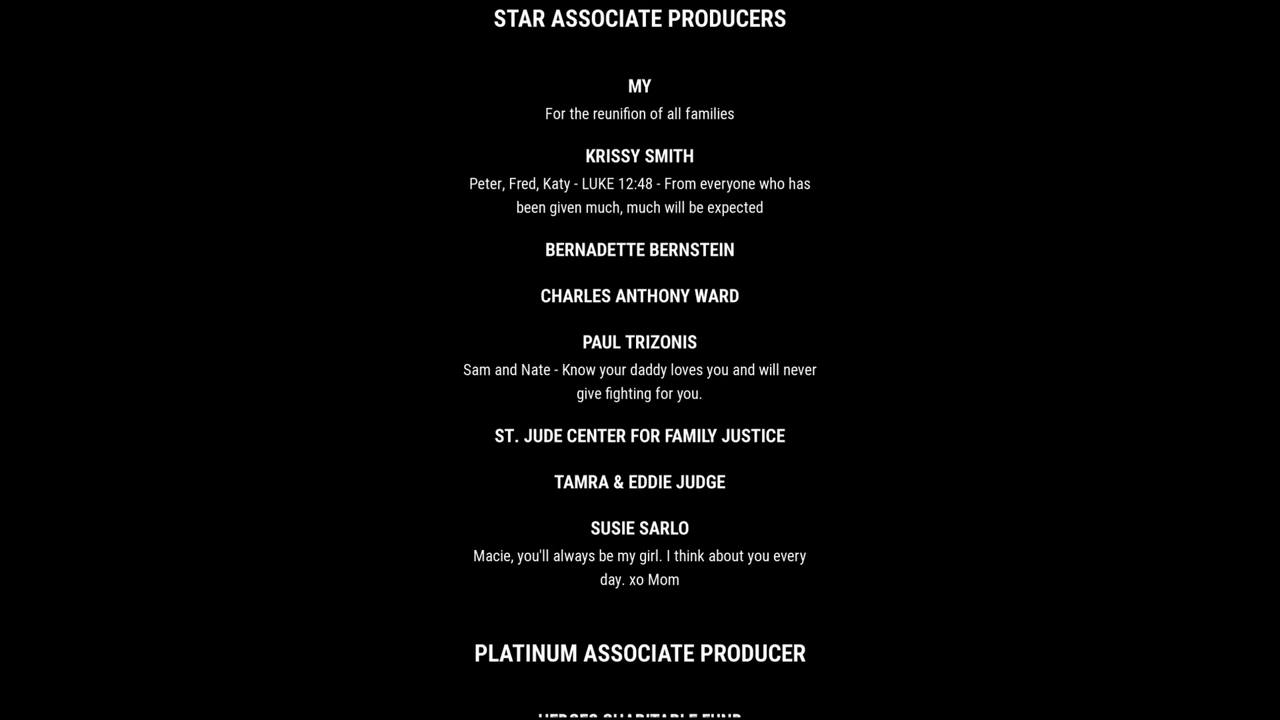 STAR ASSOCIATE PRODUCERS
MY
For the reunifion of all families
KRISSY SMITH
Peter, Fred, Katy - LUKE 12:48 - From everyone who has
been given much, much will be expected
BERNADETTE BERNSTEIN
CHARLES ANTHONY WARD
PAUL TRIZONIS
Sam and Nate - Know your daddy loves you and will never
give fighting for you.
ST. JUDE CENTER FOR FAMILY JUSTICE
TAMRA & EDDIE JUDGE
SUSIE SARLO
Macie, you'll always be my girl. I think about you every
day. xo Mom
PLATINUM ASSOCIATE PRODUCER